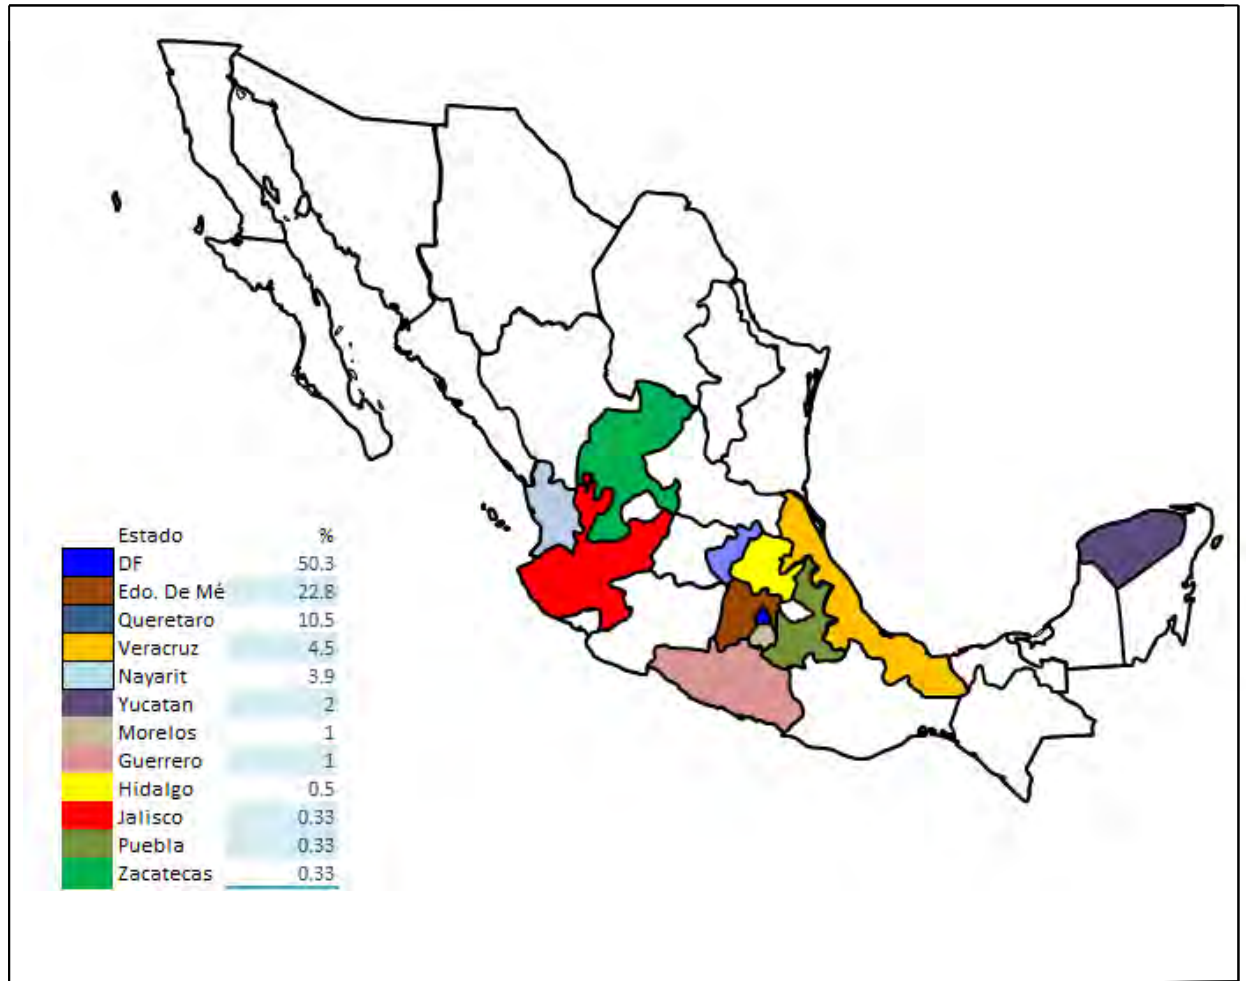 Estado %
DF 50.3
Edo. De Mé 22.8
Queretaro 10.5
Veracruz 4.5
Nayarit 3.9
Yucatan 2
Morelos 1
Guerrero 1
Hidalgo 0.5
Jalisco 0.33
Puebla 0.33
Zacatecas 0.33